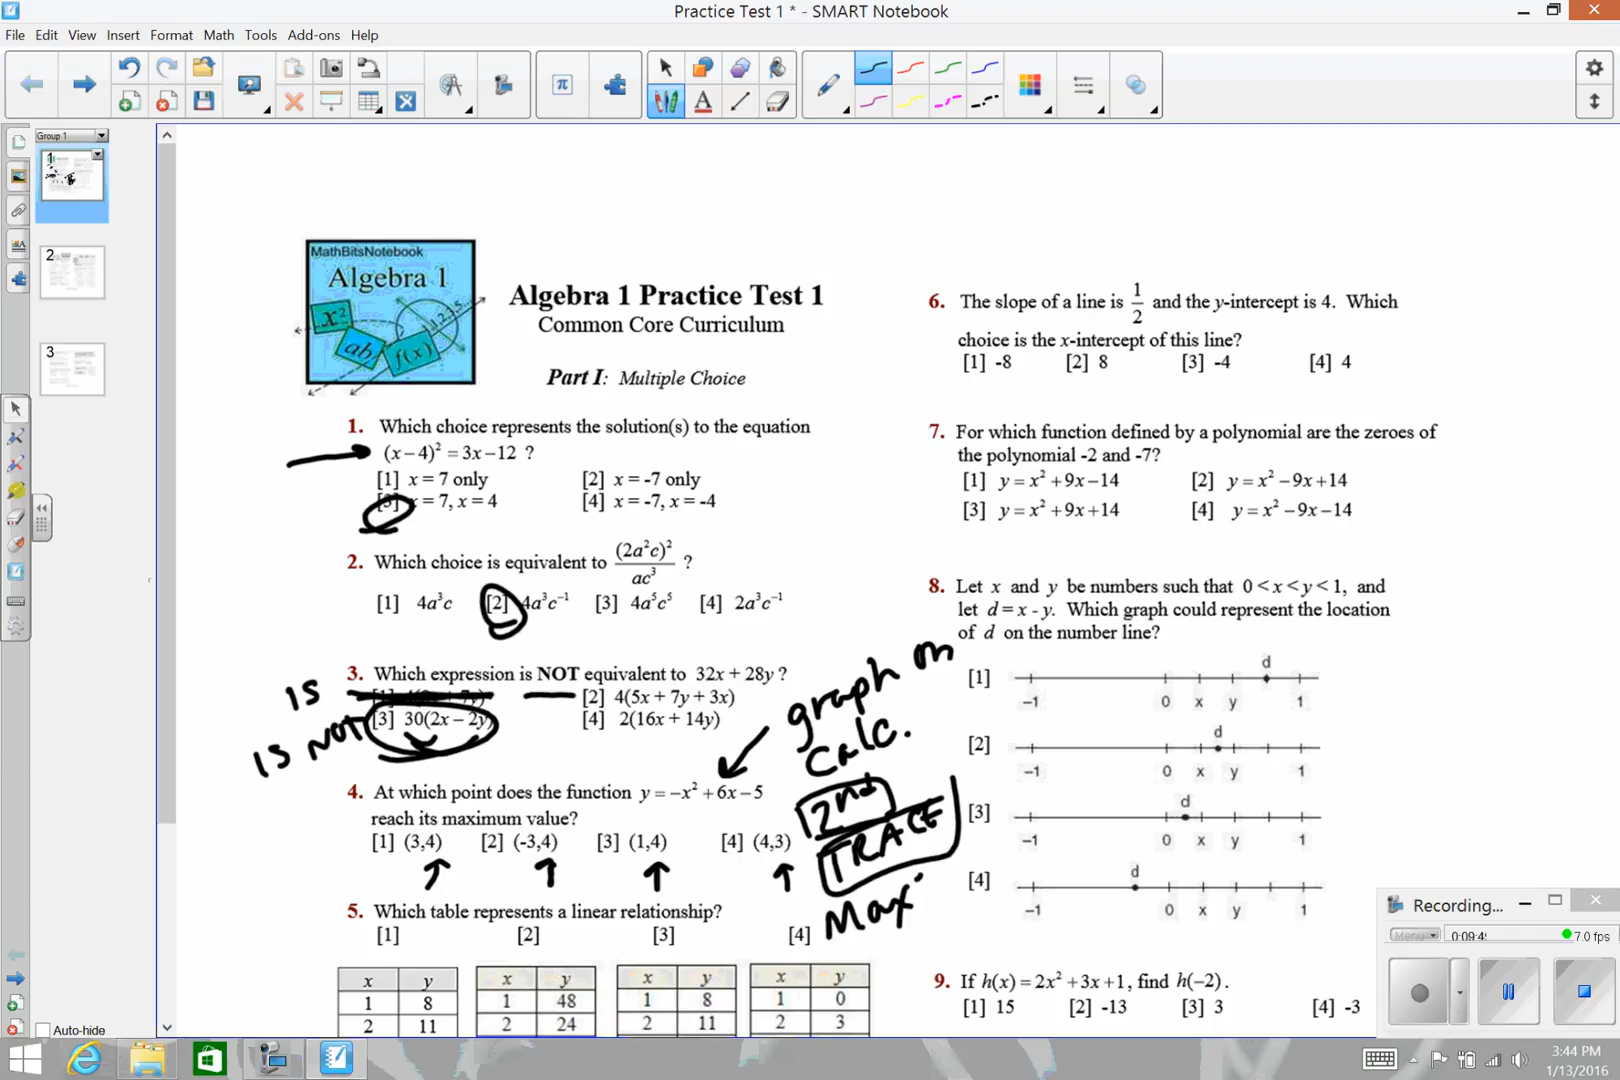 Practice Test 1 * - SMART Notebook
File Edit View Insert Format Math Tools Add-ons Help
Group 1
1
2
3
Auto-hide
MathBitsNotebook
Algebra 1
x²
ab
f(x)
Algebra 1 Practice Test 1
Common Core Curriculum
Part I: Multiple Choice
1. Which choice represents the solution(s) to the equation
(x – 4)² = 3x – 12 ?
[1] x = 7 only [2] x = -7 only
[3] x = 7, x = 4 [4] x = -7, x = -4
2. Which choice is equivalent to (2a²c)² / ac³ ?
[1] 4a³c [2] 4a³c⁻¹ [3] 4a⁵c⁵ [4] 2a³c⁻¹
3. Which expression is NOT equivalent to 32x + 28y ?
IS
[2] 4(5x + 7y + 3x)
IS NOT
[3] 30(2x – 2y) [4] 2(16x + 14y)
graph on
calc.
2nd
TRACE
Max
4. At which point does the function y = –x² + 6x – 5
reach its maximum value?
[1] (3,4) [2] (-3,4) [3] (1,4) [4] (4,3)
5. Which table represents a linear relationship?
[1] [2] [3] [4]
x y x y x y x y
1 8 1 48 1 8 1 0
2 11 2 24 2 11 2 3
6. The slope of a line is 1/2 and the y-intercept is 4. Which
choice is the x-intercept of this line?
[1] -8 [2] 8 [3] -4 [4] 4
7. For which function defined by a polynomial are the zeroes of
the polynomial -2 and -7?
[1] y = x² + 9x – 14 [2] y = x² – 9x + 14
[3] y = x² + 9x + 14 [4] y = x² – 9x – 14
8. Let x and y be numbers such that 0 < x < y < 1, and
let d = x - y. Which graph could represent the location
of d on the number line?
[1] d
–1 0 x y 1
[2] d
–1 0 x y 1
[3] d
–1 0 x y 1
[4] d
–1 0 x y 1
9. If h(x) = 2x² + 3x + 1, find h(–2).
[1] 15 [2] -13 [3] 3 [4] -3
Recording...
Menu
7.0 fps
3:44 PM
1/13/2016